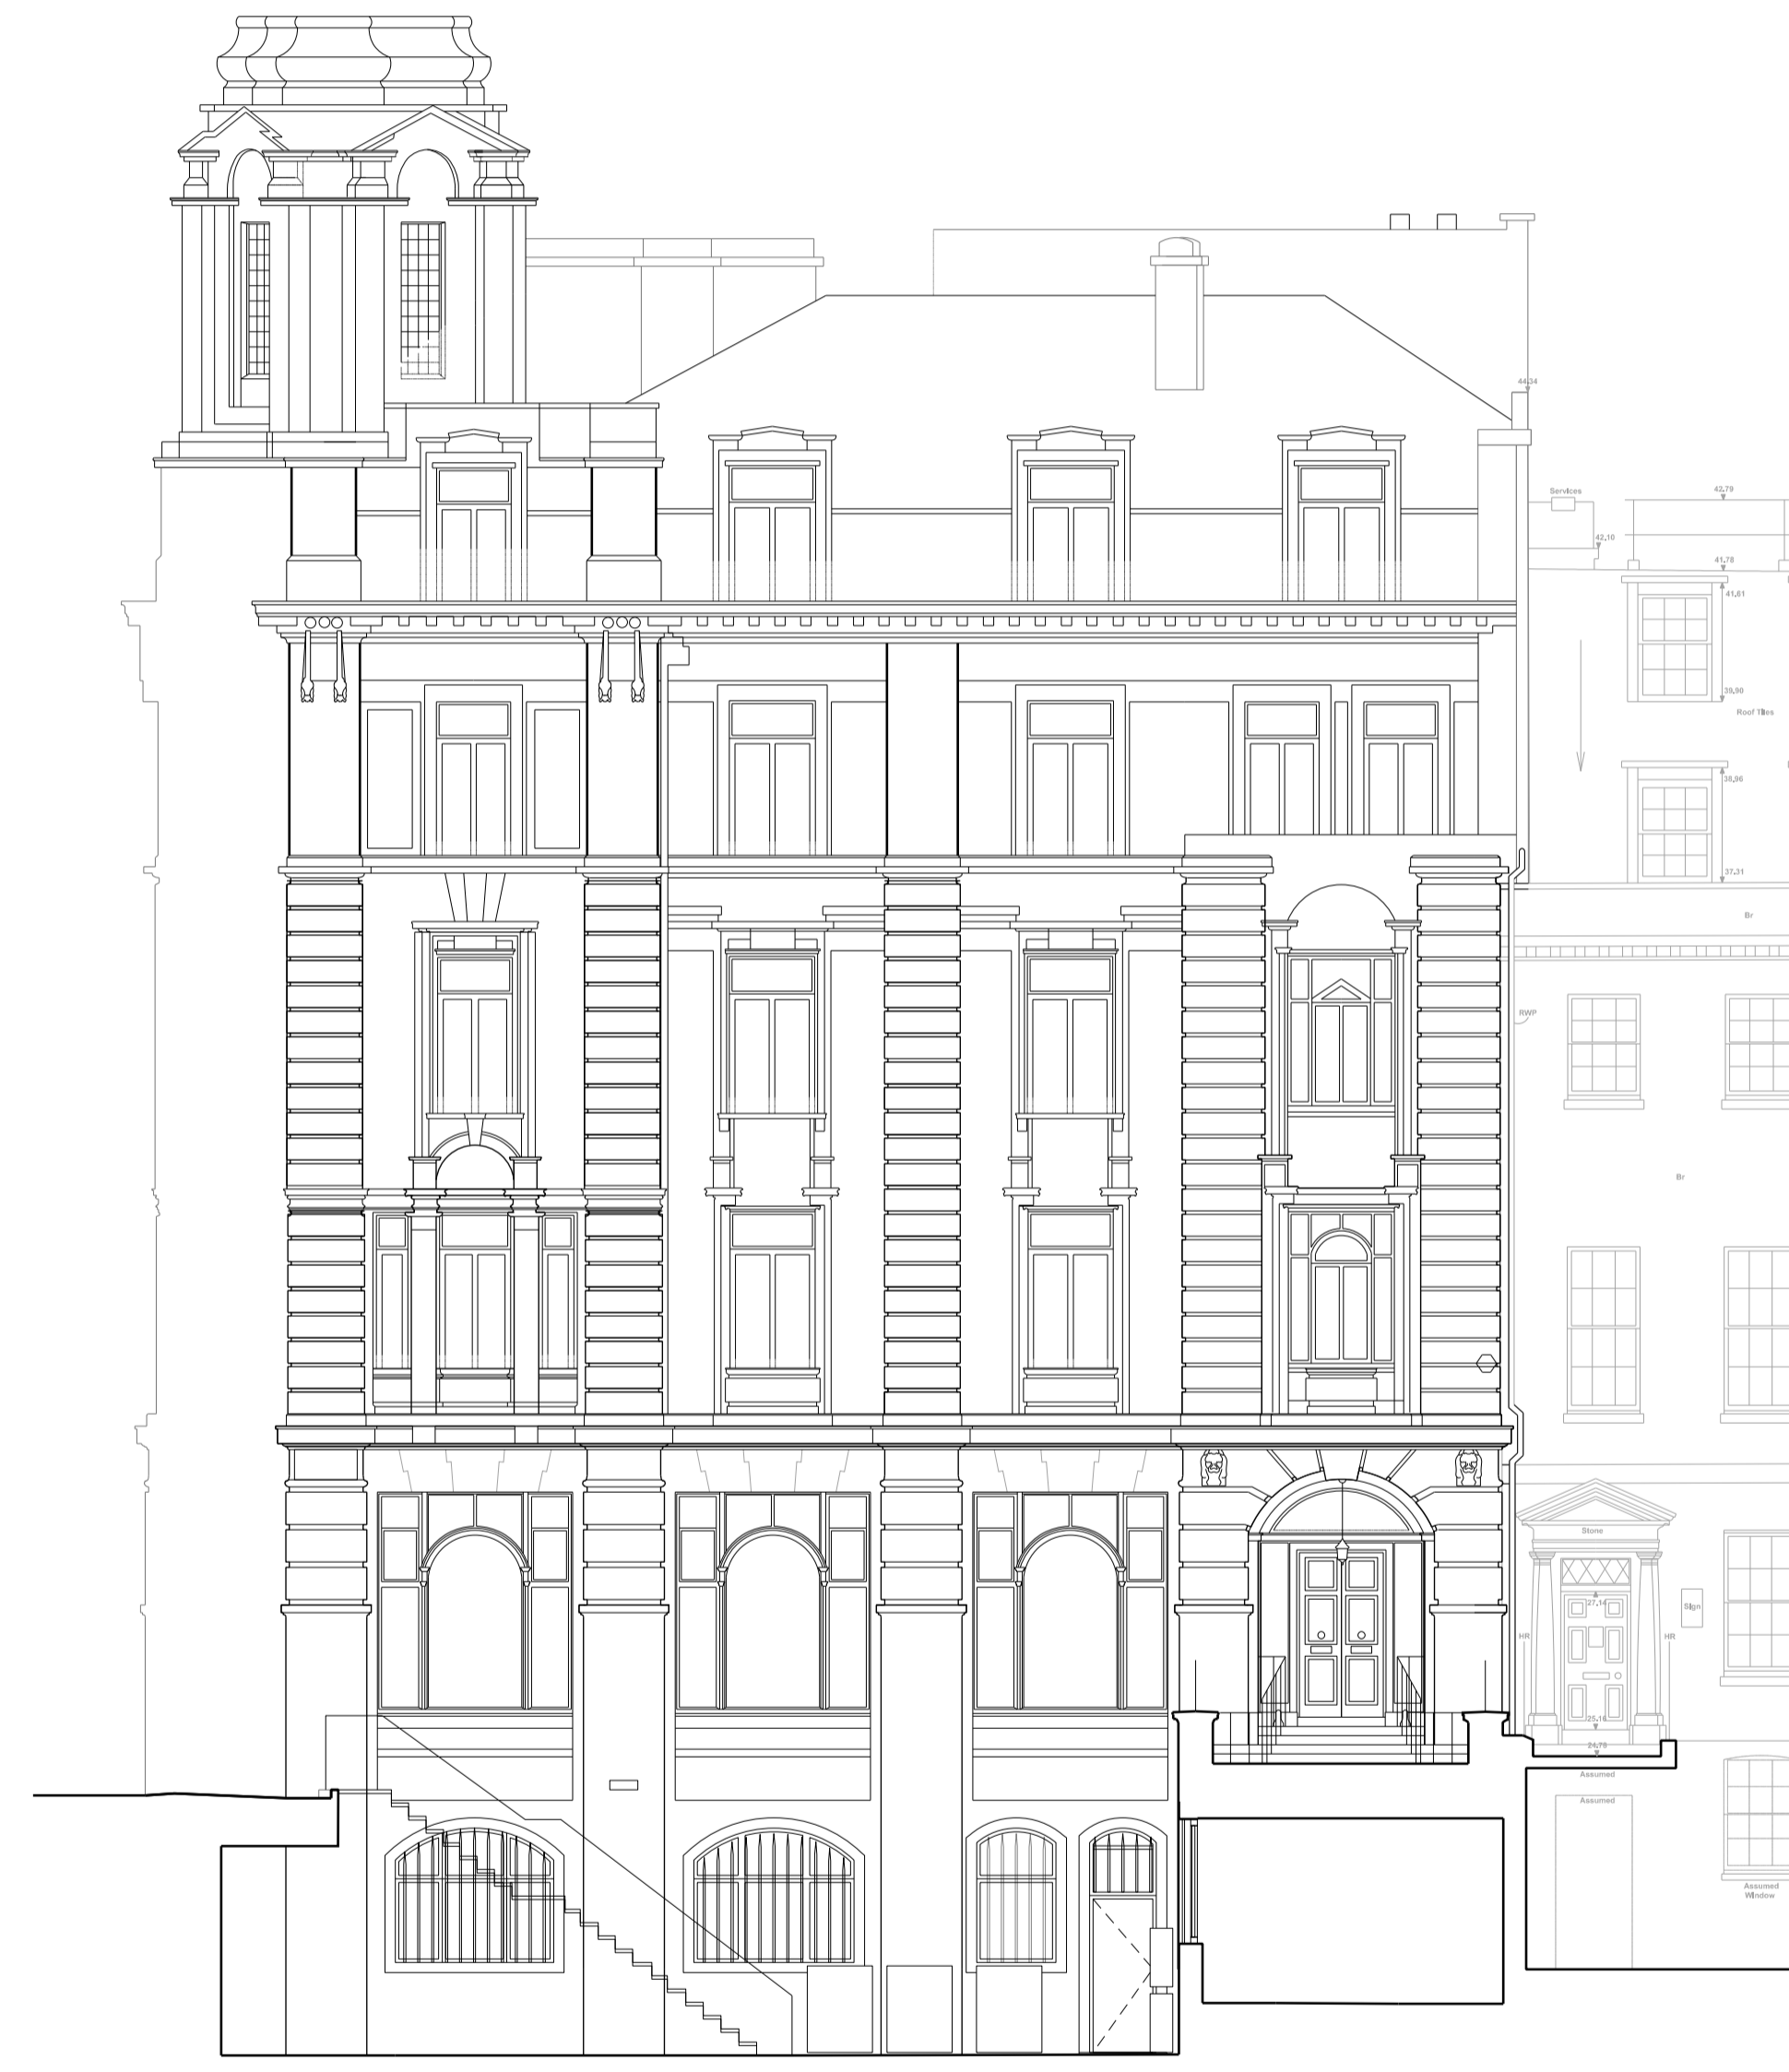 44.34
Services
42.79
42.10
41.78
41.61
39.90
Roof Tiles
38.96
37.31
Br
RWP
Br
Stone
27.14
Sign
HR
HR
25.16
24.79
Assumed
Assumed
Assumed
Window